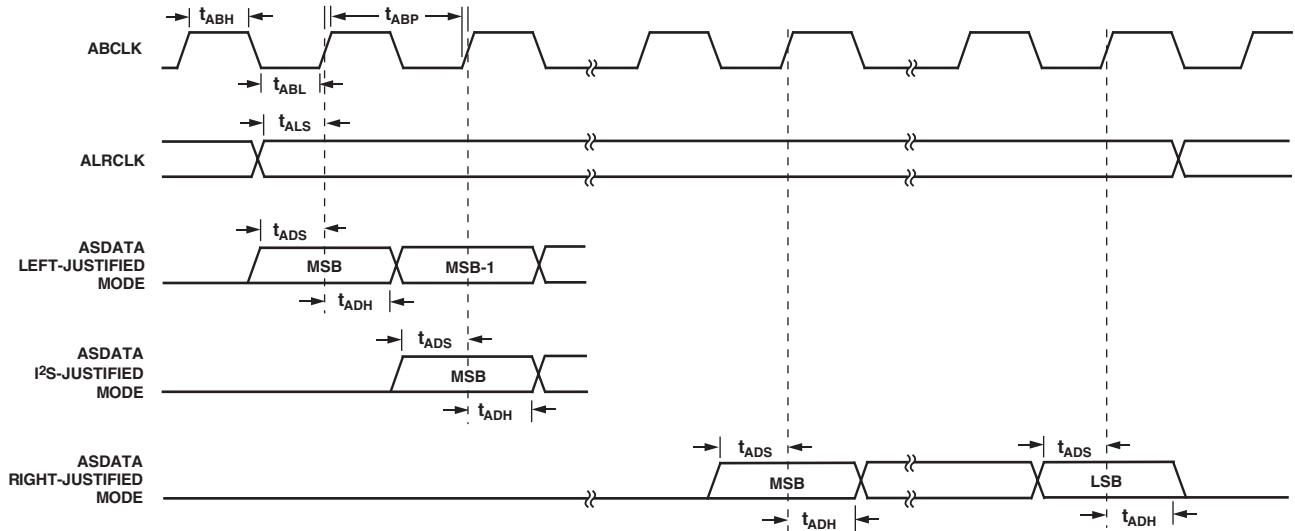 tABH
tABP
ABCLK
tABL
tALS
ALRCLK
tADS
ASDATA
LEFT-JUSTIFIED
MODE
MSB
MSB-1
tADH
tADS
ASDATA
I²S-JUSTIFIED
MODE
MSB
tADH
tADS
tADS
ASDATA
RIGHT-JUSTIFIED
MODE
MSB
LSB
tADH
tADH